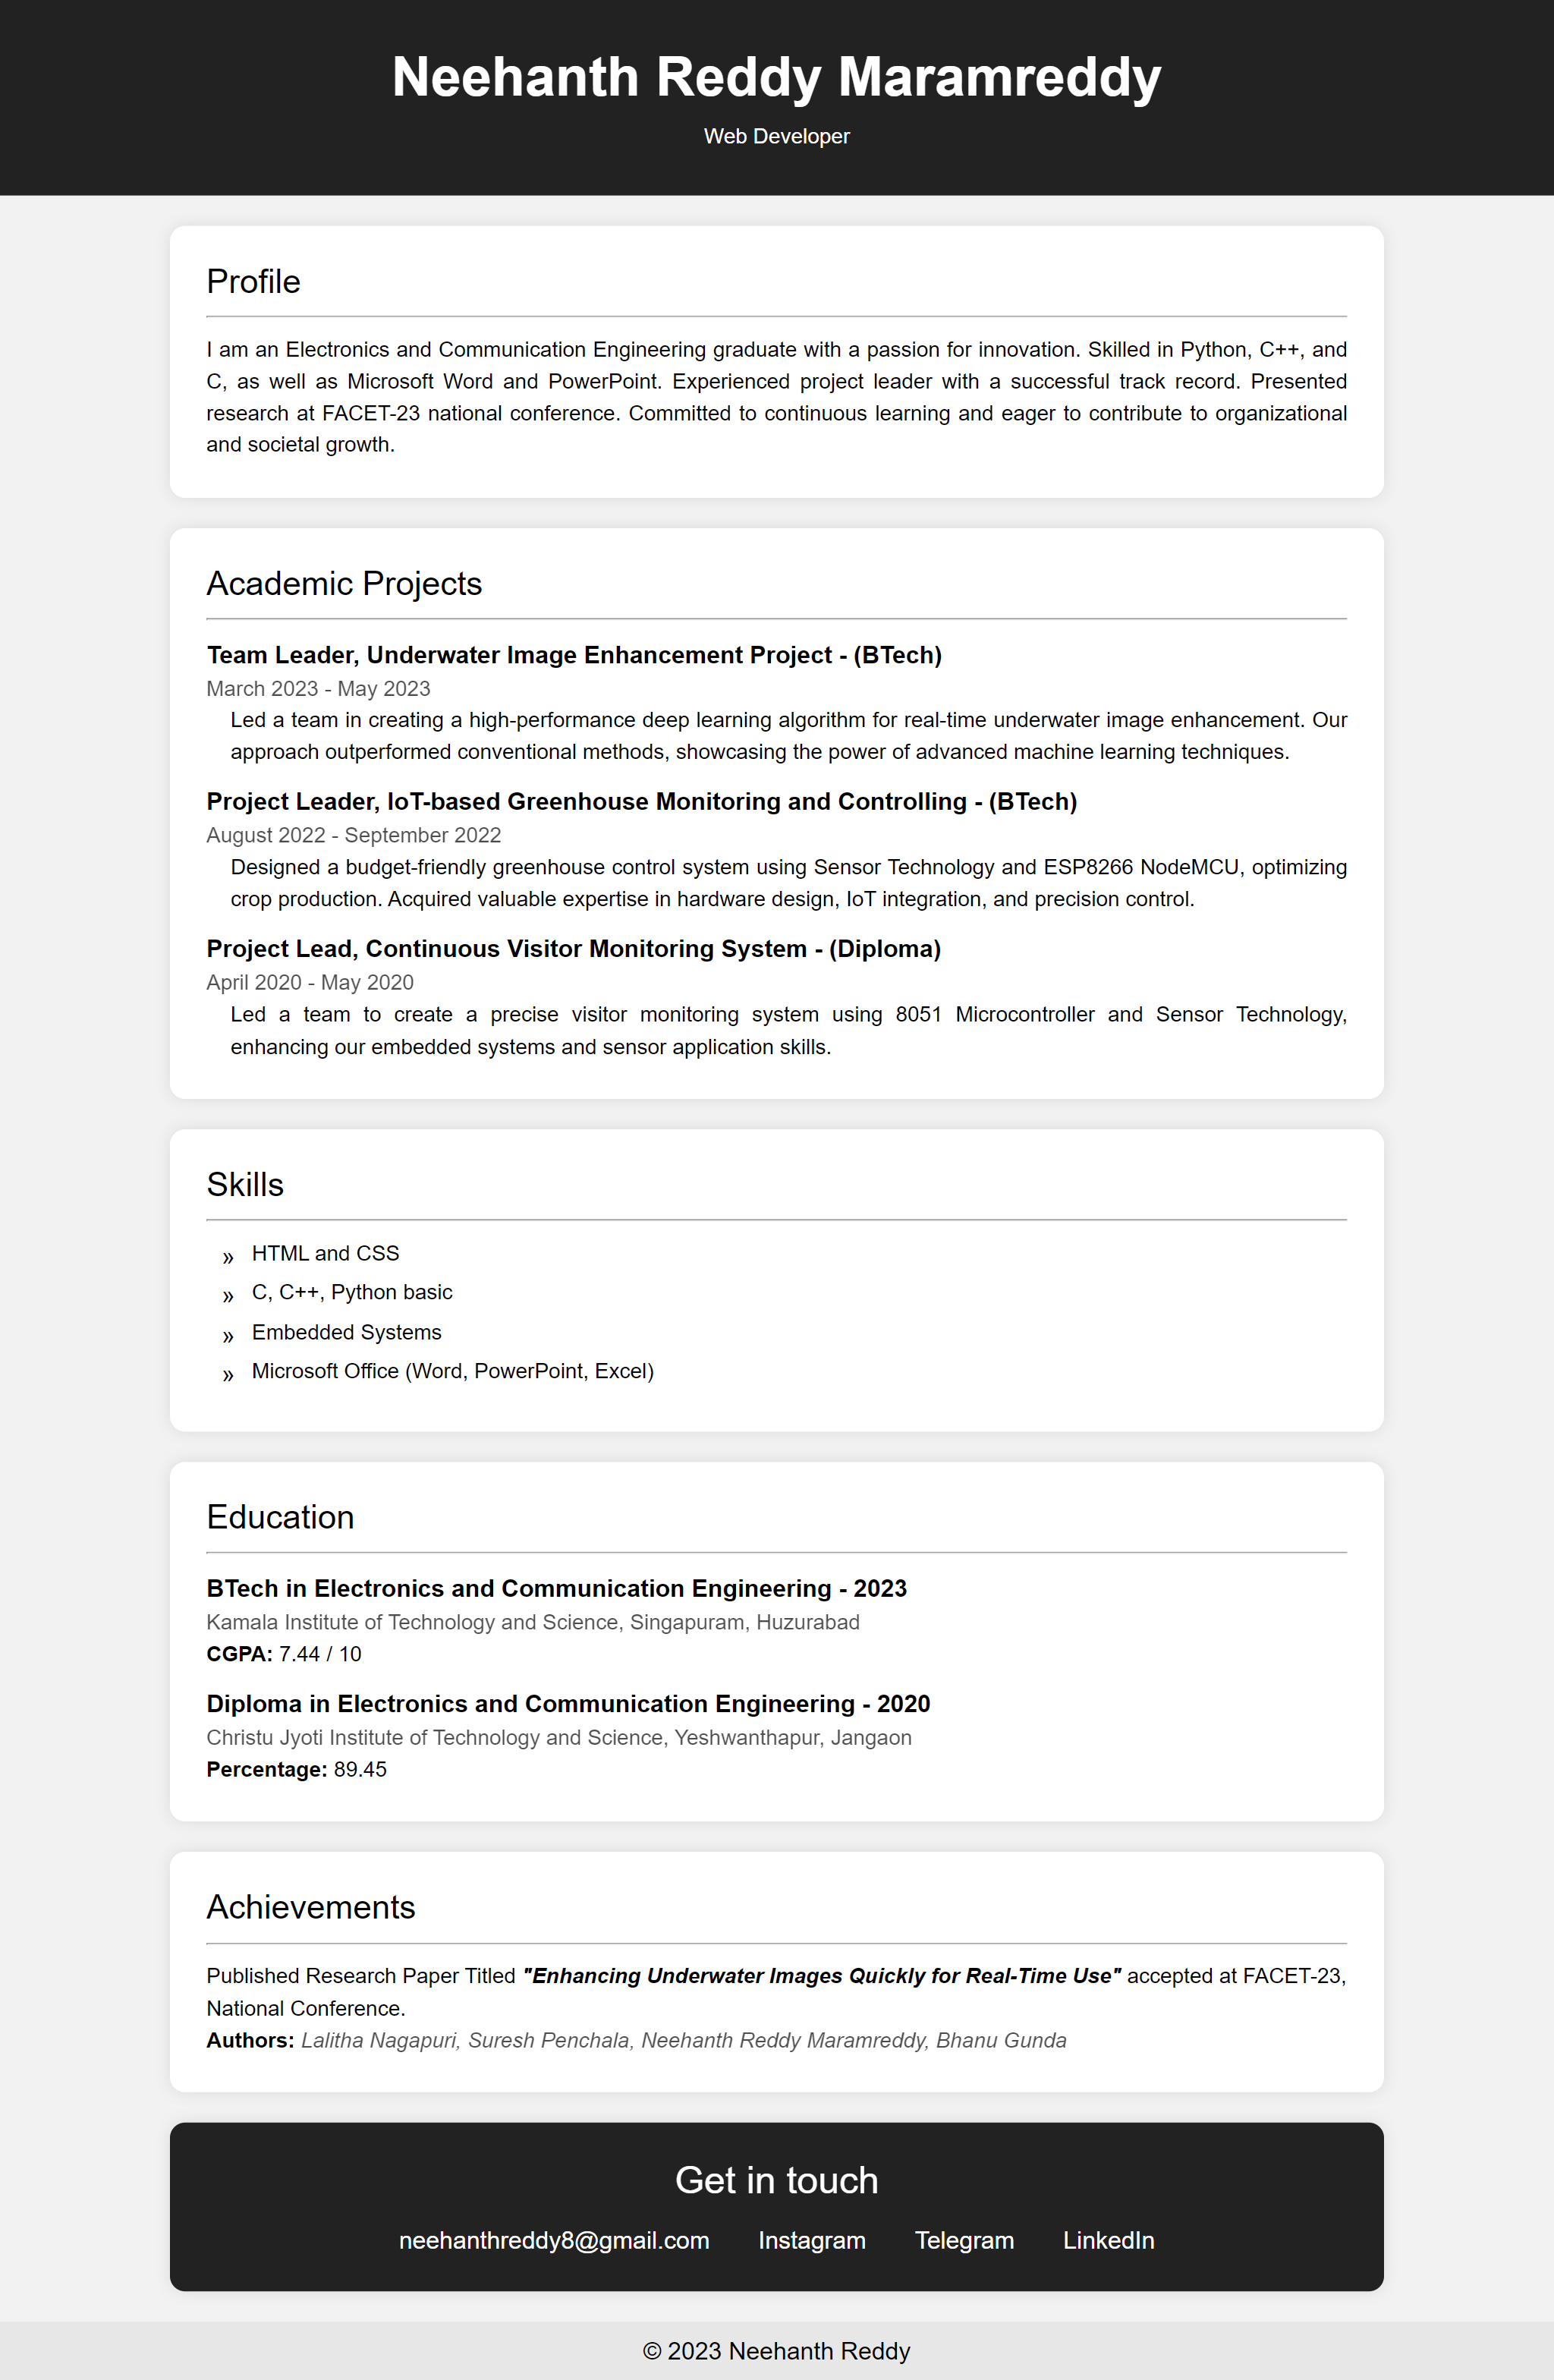 Neehanth Reddy Maramreddy
Web Developer
Profile
I am an Electronics and Communication Engineering graduate with a passion for innovation. Skilled in Python, C++, and
C, as well as Microsoft Word and PowerPoint. Experienced project leader with a successful track record. Presented
research at FACET-23 national conference. Committed to continuous learning and eager to contribute to organizational
and societal growth.
Academic Projects
Team Leader, Underwater Image Enhancement Project - (BTech)
March 2023 - May 2023
Led a team in creating a high-performance deep learning algorithm for real-time underwater image enhancement. Our
approach outperformed conventional methods, showcasing the power of advanced machine learning techniques.
Project Leader, IoT-based Greenhouse Monitoring and Controlling - (BTech)
August 2022 - September 2022
Designed a budget-friendly greenhouse control system using Sensor Technology and ESP8266 NodeMCU, optimizing
crop production. Acquired valuable expertise in hardware design, IoT integration, and precision control.
Project Lead, Continuous Visitor Monitoring System - (Diploma)
April 2020 - May 2020
Led a team to create a precise visitor monitoring system using 8051 Microcontroller and Sensor Technology,
enhancing our embedded systems and sensor application skills.
Skills
» HTML and CSS
» C, C++, Python basic
» Embedded Systems
» Microsoft Office (Word, PowerPoint, Excel)
Education
BTech in Electronics and Communication Engineering - 2023
Kamala Institute of Technology and Science, Singapuram, Huzurabad
CGPA: 7.44 / 10
Diploma in Electronics and Communication Engineering - 2020
Christu Jyoti Institute of Technology and Science, Yeshwanthapur, Jangaon
Percentage: 89.45
Achievements
Published Research Paper Titled "Enhancing Underwater Images Quickly for Real-Time Use" accepted at FACET-23,
National Conference.
Authors: Lalitha Nagapuri, Suresh Penchala, Neehanth Reddy Maramreddy, Bhanu Gunda
Get in touch
neehanthreddy8@gmail.com Instagram Telegram LinkedIn
© 2023 Neehanth Reddy